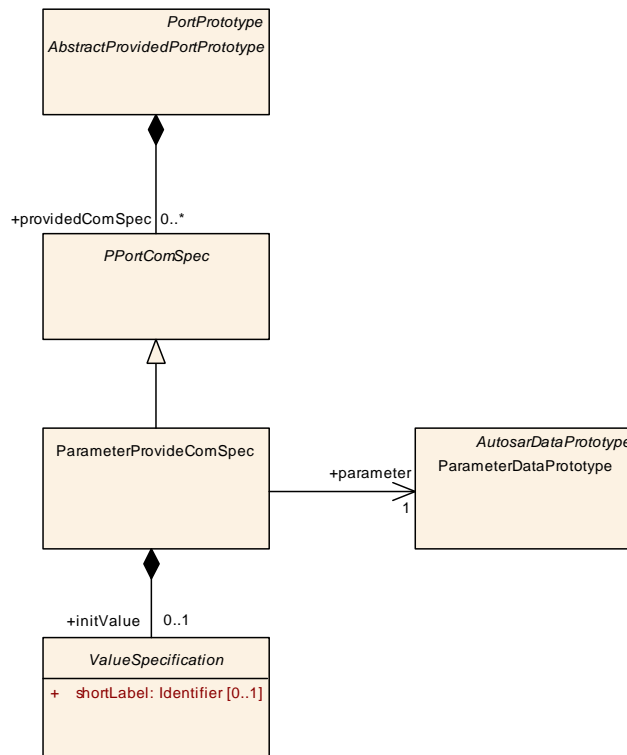 PortPrototype
AbstractProvidedPortPrototype
+providedComSpec 0..*
PPortComSpec
ParameterProvideComSpec
+parameter
1
AutosarDataPrototype
ParameterDataPrototype
+initValue 0..1
ValueSpecification
+ shortLabel: Identifier [0..1]